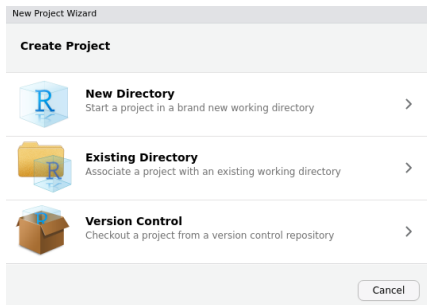 New Project Wizard
Create Project
R
New Directory
Start a project in a brand new working directory
R
Existing Directory
Associate a project with an existing working directory
R
Version Control
Checkout a project from a version control repository
Cancel